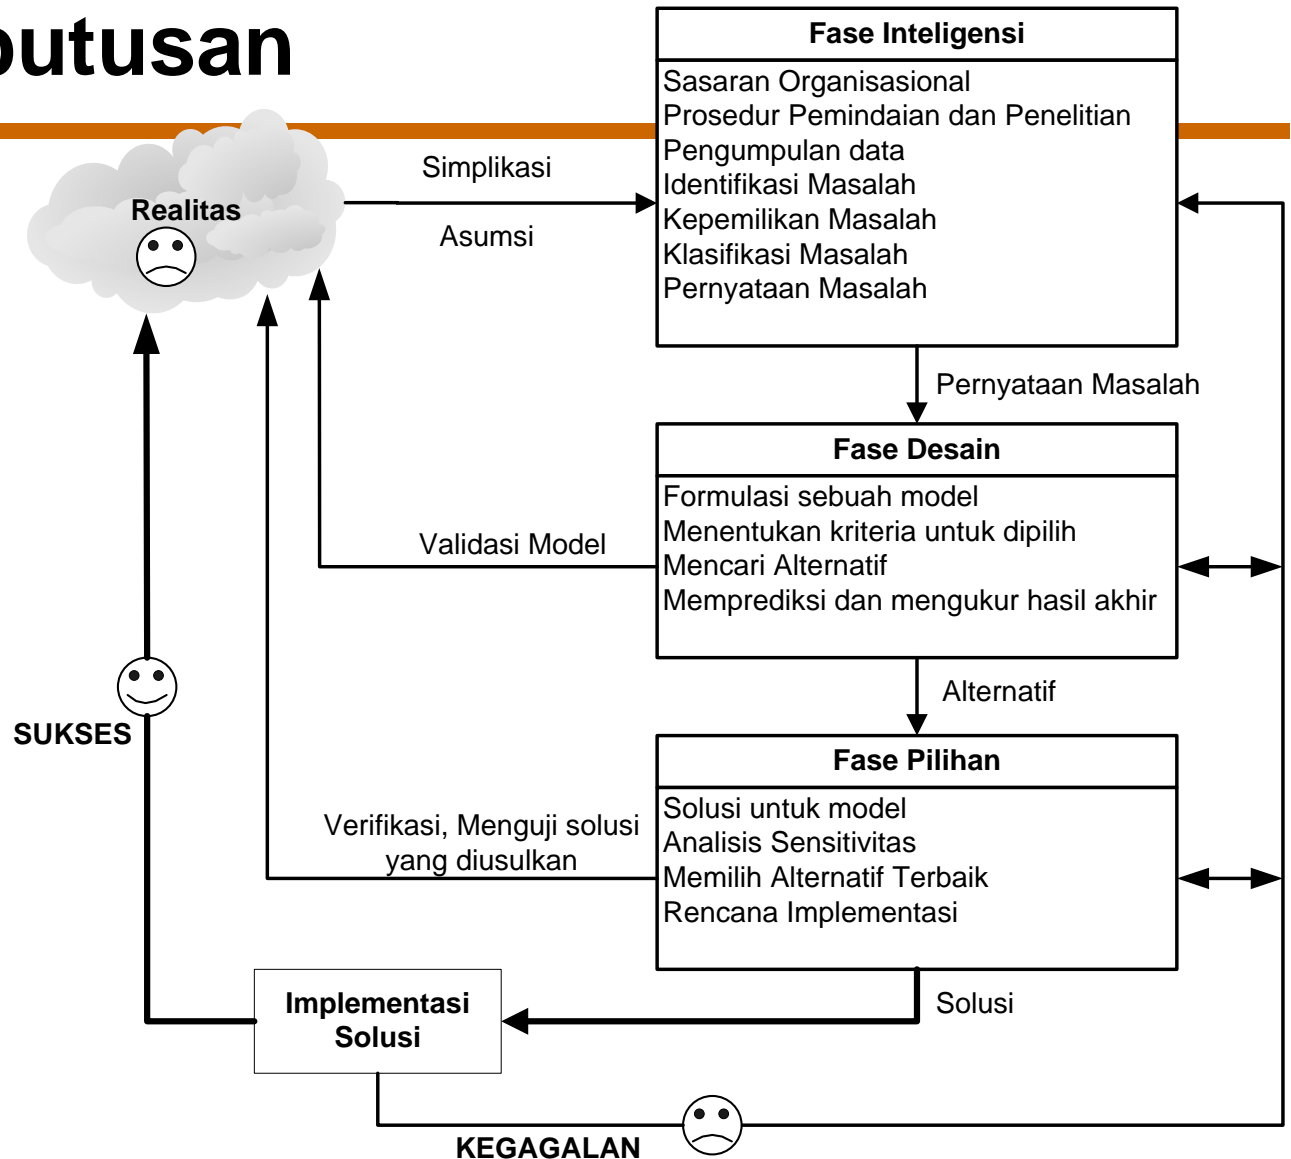 putusan
Fase Inteligensi
Sasaran Organisasional
Prosedur Pemindaian dan Penelitian
Pengumpulan data
Identifikasi Masalah
Kepemilikan Masalah
Klasifikasi Masalah
Pernyataan Masalah
Simplikasi
Asumsi
Realitas
Pernyataan Masalah
Fase Desain
Formulasi sebuah model
Menentukan kriteria untuk dipilih
Mencari Alternatif
Memprediksi dan mengukur hasil akhir
Validasi Model
Alternatif
SUKSES
Fase Pilihan
Solusi untuk model
Analisis Sensitivitas
Memilih Alternatif Terbaik
Rencana Implementasi
Verifikasi, Menguji solusi
yang diusulkan
Solusi
Implementasi
Solusi
KEGAGALAN